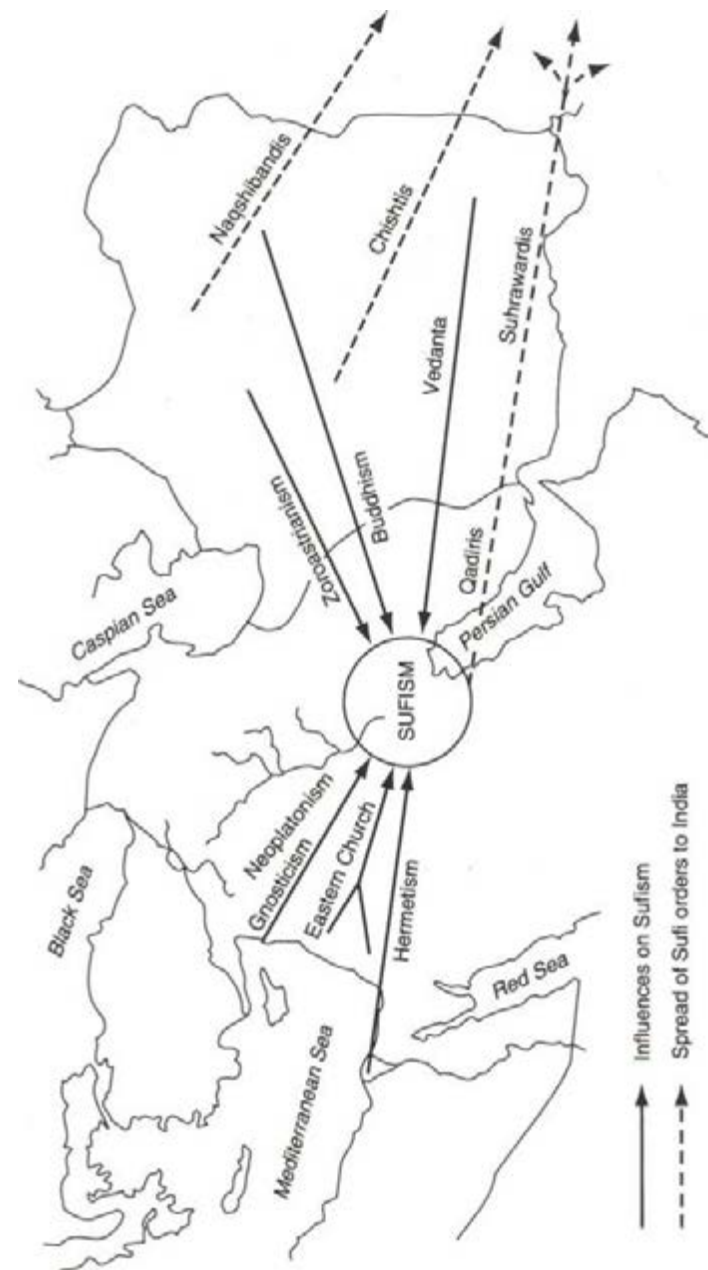 Black Sea
Caspian Sea
Naqshibandis
Chishtis
Zoroastrianism
Buddhism
Vedanta
Neoplatonism
Gnosticism
Eastern Church
Hermetism
SUFISM
Qadiris
Suhrawardis
Persian Gulf
Mediterranean Sea
Red Sea
Influences on Sufism
Spread of Sufi orders to India